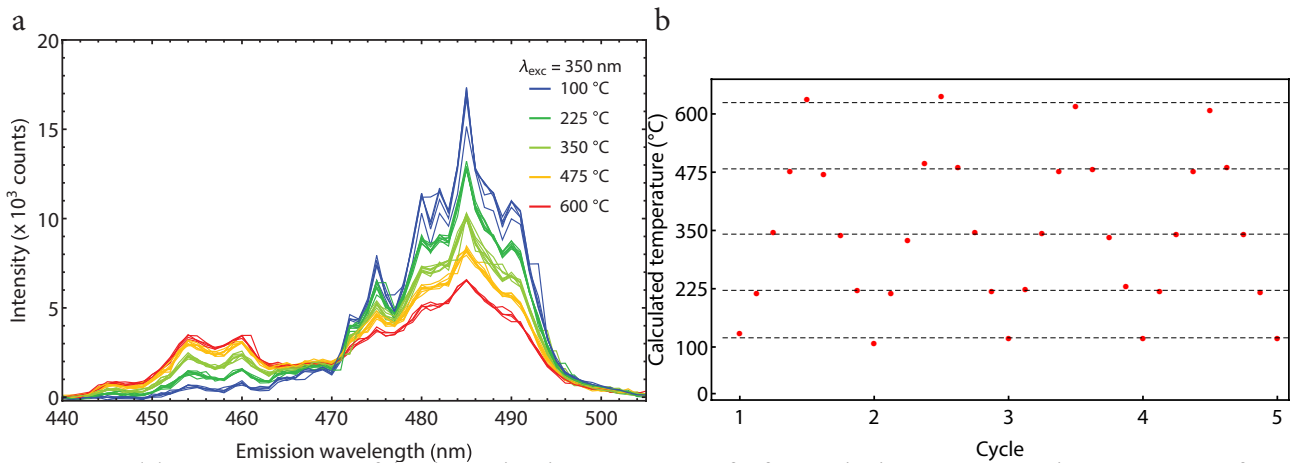 a
20
15
10
5
0
Intensity (x 10³ counts)
440 450 460 470 480 490 500
Emission wavelength (nm)
λexc = 350 nm
100 °C
225 °C
350 °C
475 °C
600 °C
b
600
475
350
225
100
0
Calculated temperature (°C)
1 2 3 4 5
Cycle